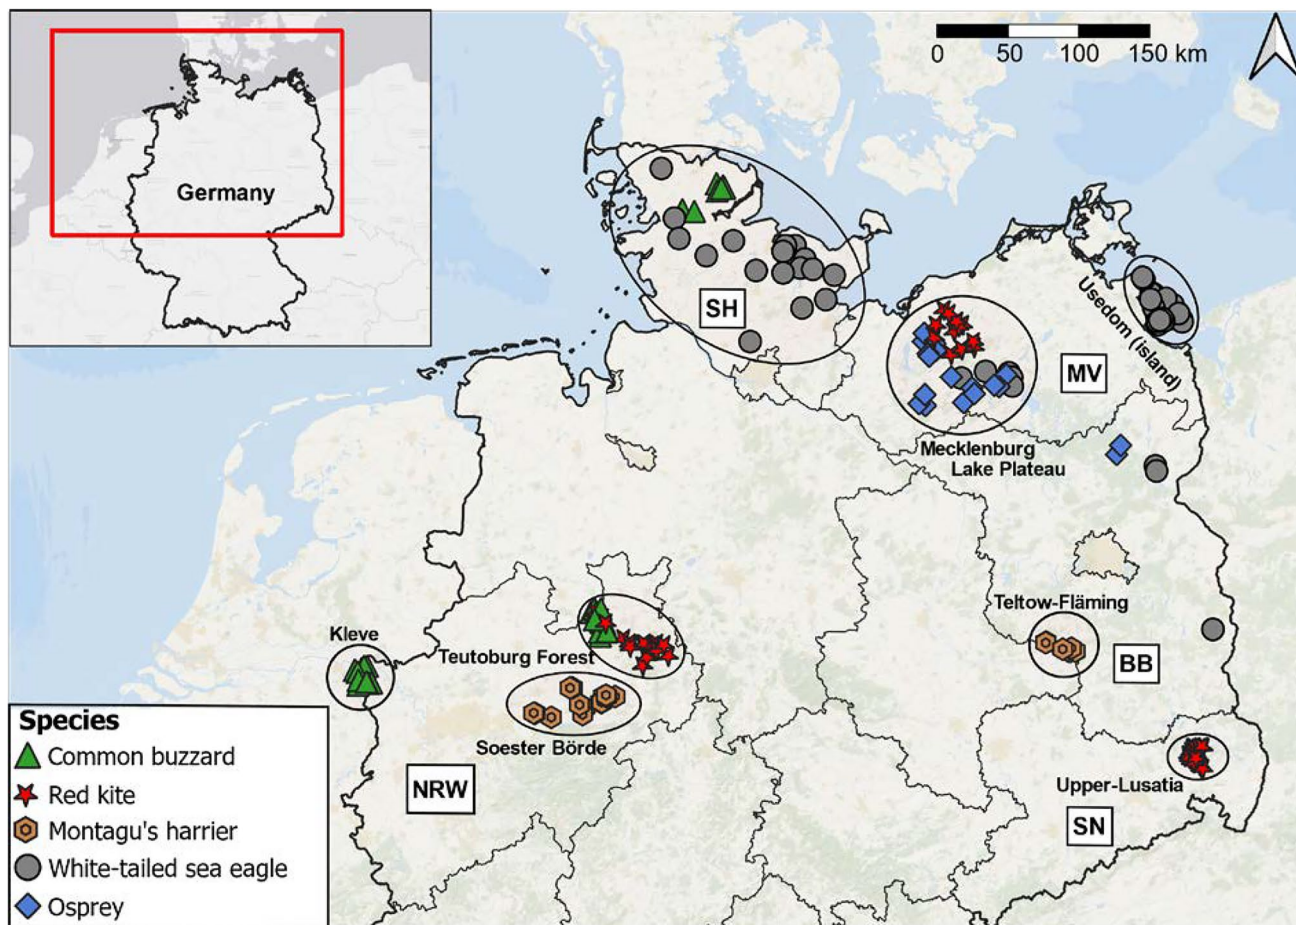 Germany
0 50 100 150 km
SH
MV
Usedom (island)
Mecklenburg
Lake Plateau
Teltow-Fläming
BB
Kleve
Teutoburg Forest
Soester Börde
NRW
Upper-Lusatia
SN
Species
Common buzzard
Red kite
Montagu's harrier
White-tailed sea eagle
Osprey